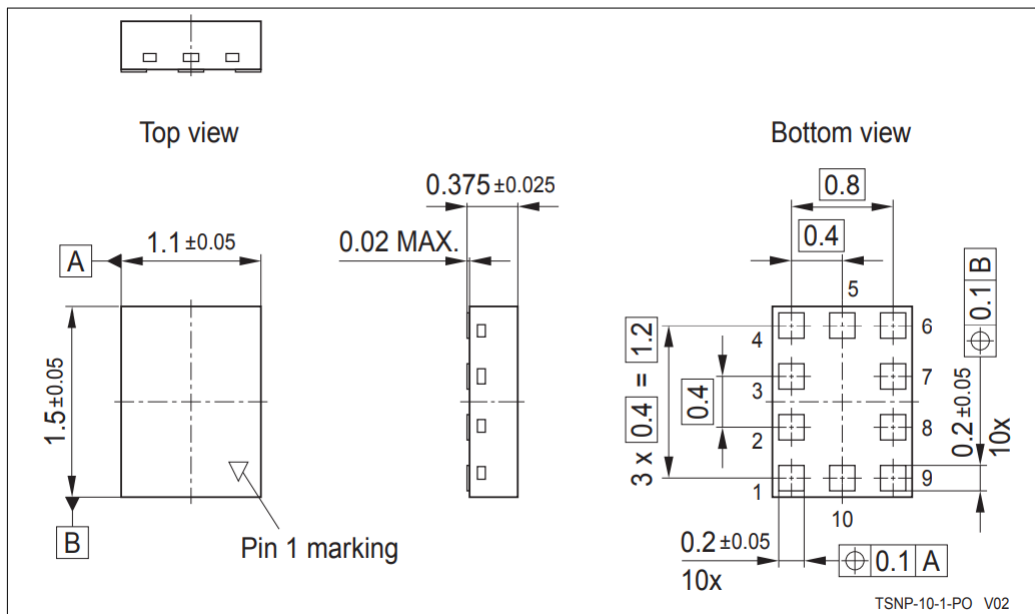 Top view
Bottom view
0.375 ±0.025
0.8
1.1 ±0.05
0.02 MAX.
0.4
A
5
4
6
⌖ 0.1 B
3 x 0.4 = 1.2
0.4
3
7
1.5 ±0.05
2
8
0.2 ±0.05
10x
1
9
10
B
Pin 1 marking
0.2 ±0.05
10x
⌖ 0.1 A
TSNP-10-1-PO V02